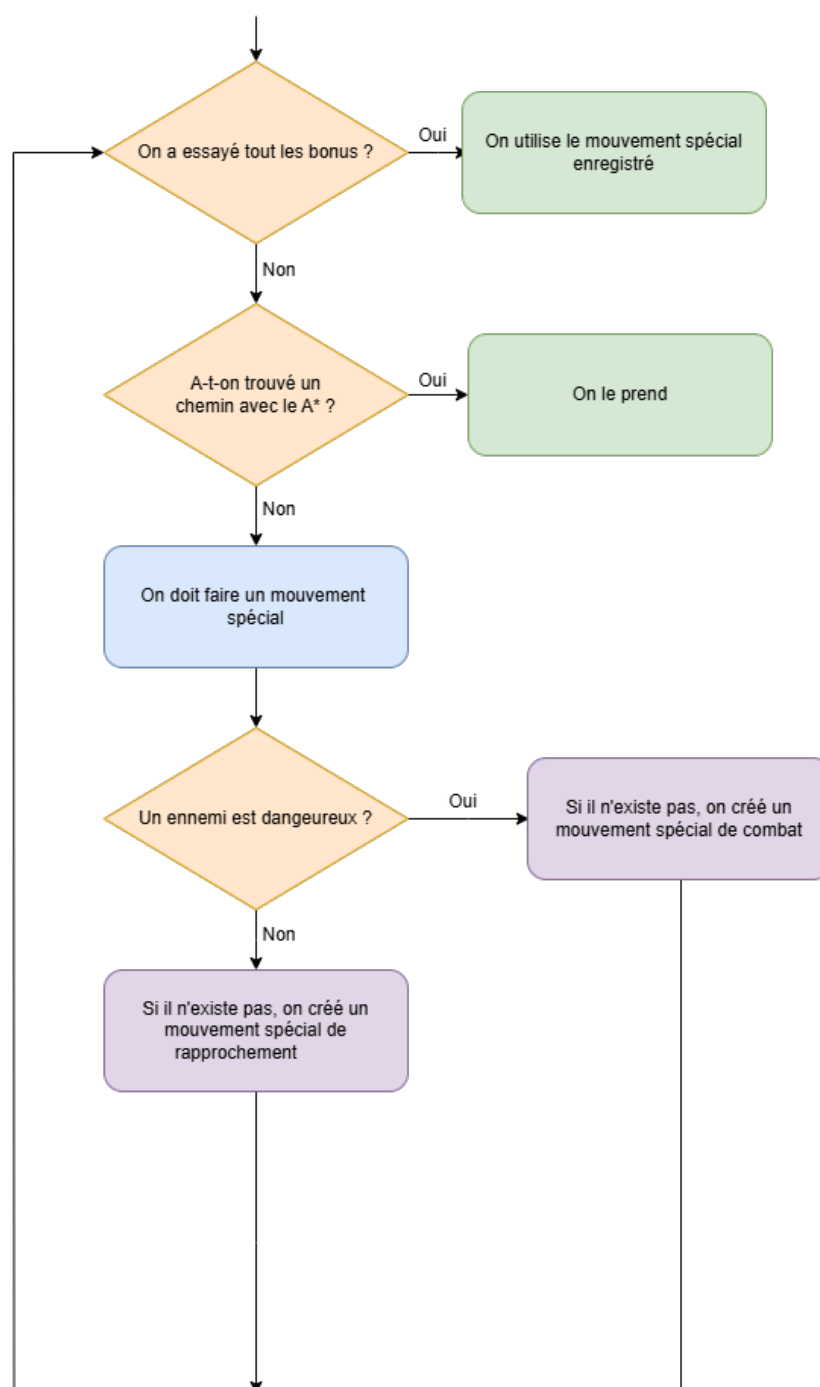 On a essayé tout les bonus ?
Oui
On utilise le mouvement spécial
enregistré
Non
A-t-on trouvé un
chemin avec le A* ?
Oui
On le prend
Non
On doit faire un mouvement
spécial
Un ennemi est dangeureux ?
Oui
Si il n'existe pas, on créé un
mouvement spécial de combat
Non
Si il n'existe pas, on créé un
mouvement spécial de
rapprochement